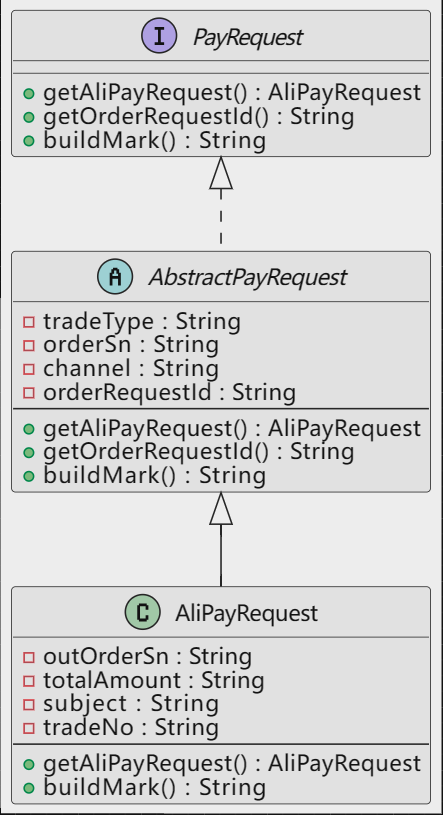 I PayRequest
getAliPayRequest() : AliPayRequest
getOrderRequestId() : String
buildMark() : String
A AbstractPayRequest
tradeType : String
orderSn : String
channel : String
orderRequestId : String
getAliPayRequest() : AliPayRequest
getOrderRequestId() : String
buildMark() : String
C AliPayRequest
outOrderSn : String
totalAmount : String
subject : String
tradeNo : String
getAliPayRequest() : AliPayRequest
buildMark() : String